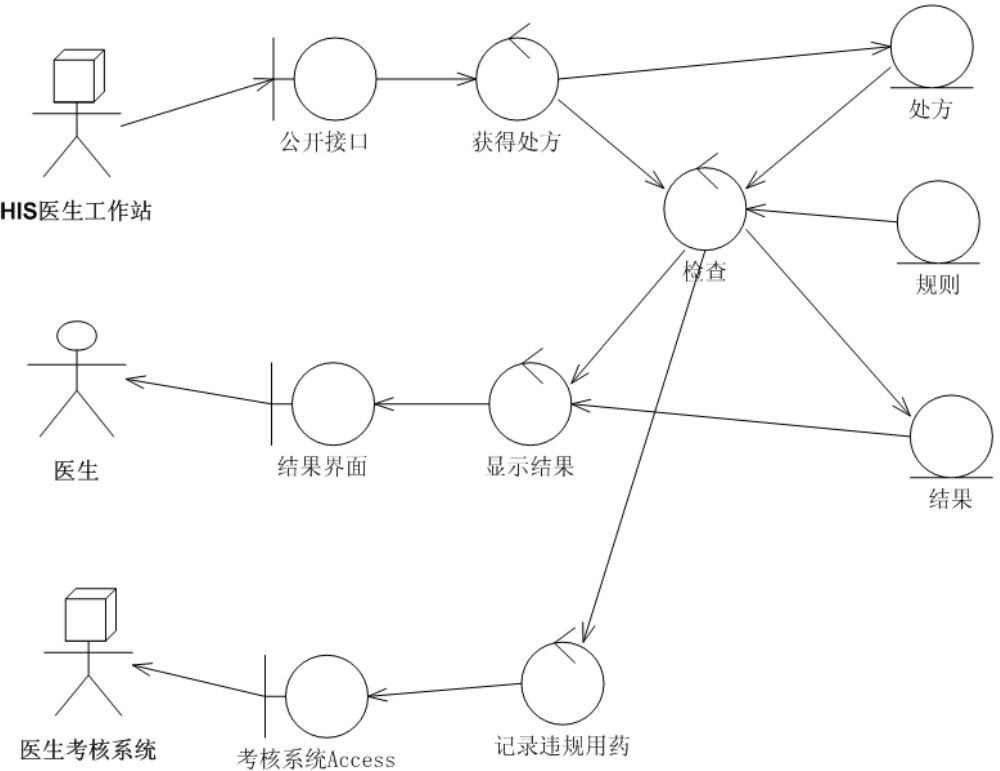 公开接口
获得处方
处方
HIS医生工作站
检查
规则
医生
结果界面
显示结果
结果
医生考核系统
考核系统Access
记录违规用药